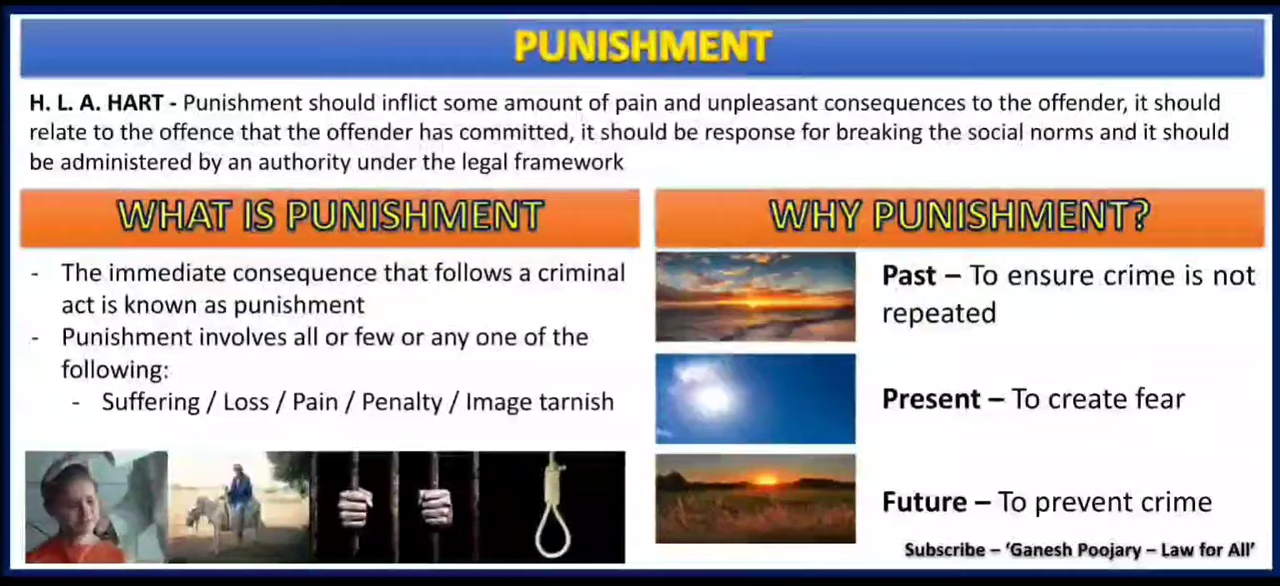 PUNISHMENT
H. L. A. HART - Punishment should inflict some amount of pain and unpleasant consequences to the offender, it should
relate to the offence that the offender has committed, it should be response for breaking the social norms and it should
be administered by an authority under the legal framework
WHAT IS PUNISHMENT
- The immediate consequence that follows a criminal
act is known as punishment
- Punishment involves all or few or any one of the
following:
- Suffering / Loss / Pain / Penalty / Image tarnish
WHY PUNISHMENT?
Past – To ensure crime is not
repeated
Present – To create fear
Future – To prevent crime
Subscribe – ‘Ganesh Poojary – Law for All’